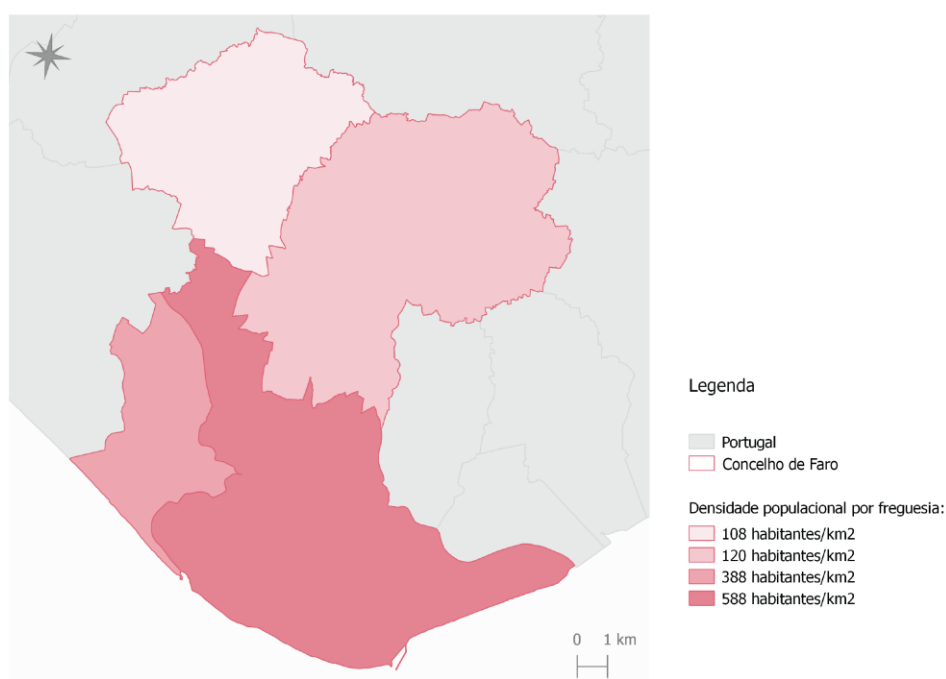 Legenda
Portugal
Concelho de Faro
Densidade populacional por freguesia:
108 habitantes/km2
120 habitantes/km2
388 habitantes/km2
588 habitantes/km2
0 1 km